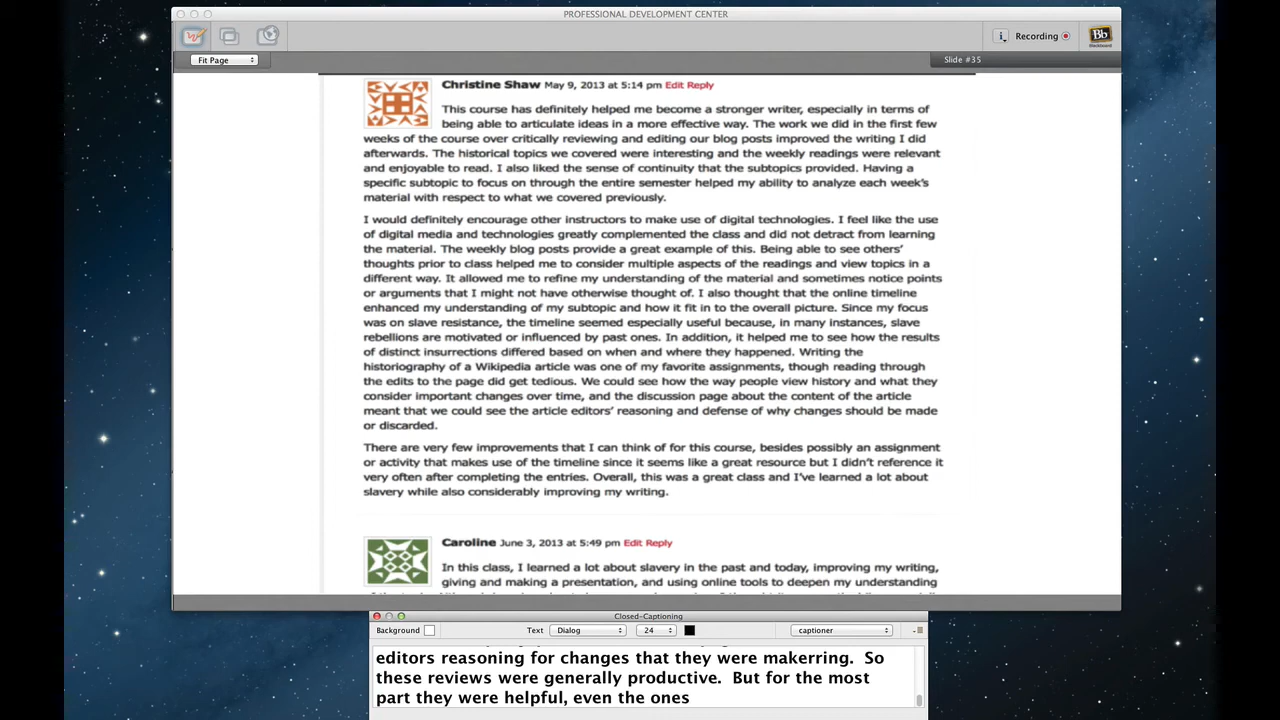 PROFESSIONAL DEVELOPMENT CENTER
Recording
Bb
Blackboard
Fit Page
Slide #35
Christine Shaw May 9, 2013 at 5:14 pm Edit Reply
This course has definitely helped me become a stronger writer, especially in terms of
being able to articulate ideas in a more effective way. The work we did in the first few
weeks of the course over critically reviewing and editing our blog posts improved the writing I did
afterwards. The historical topics we covered were interesting and the weekly readings were relevant
and enjoyable to read. I also liked the sense of continuity that the subtopics provided. Having a
specific subtopic to focus on through the entire semester helped my ability to analyze each week's
material with respect to what we covered previously.
I would definitely encourage other instructors to make use of digital technologies. I feel like the use
of digital media and technologies greatly complemented the class and did not detract from learning
the material. The weekly blog posts provide a great example of this. Being able to see others'
thoughts prior to class helped me to consider multiple aspects of the readings and view topics in a
different way. It allowed me to refine my understanding of the material and sometimes notice points
or arguments that I might not have otherwise thought of. I also thought that the online timeline
enhanced my understanding of my subtopic and how it fit in to the overall picture. Since my focus
was on slave resistance, the timeline seemed especially useful because, in many instances, slave
rebellions are motivated or influenced by past ones. In addition, it helped me to see how the results
of distinct insurrections differed based on when and where they happened. Writing the
historiography of a Wikipedia article was one of my favorite assignments, though reading through
the edits to the page did get tedious. We could see how the way people view history and what they
consider important changes over time, and the discussion page about the content of the article
meant that we could see the article editors' reasoning and defense of why changes should be made
or discarded.
There are very few improvements that I can think of for this course, besides possibly an assignment
or activity that makes use of the timeline since it seems like a great resource but I didn't reference it
very often after completing the entries. Overall, this was a great class and I've learned a lot about
slavery while also considerably improving my writing.
Caroline June 3, 2013 at 5:49 pm Edit Reply
In this class, I learned a lot about slavery in the past and today, improving my writing,
giving and making a presentation, and using online tools to deepen my understanding
Closed-Captioning
Background Text Dialog 24 captioner
editors reasoning for changes that they were makerring. So
these reviews were generally productive. But for the most
part they were helpful, even the ones